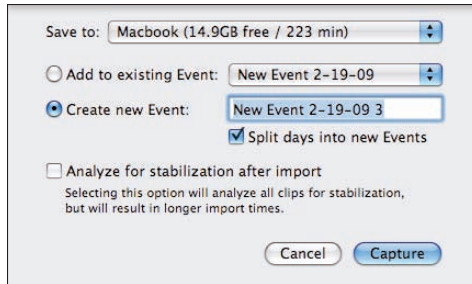 Save to: Macbook (14.9GB free / 223 min)
Add to existing Event: New Event 2-19-09
Create new Event: New Event 2-19-09 3
Split days into new Events
Analyze for stabilization after import
Selecting this option will analyze all clips for stabilization,
but will result in longer import times.
Cancel Capture